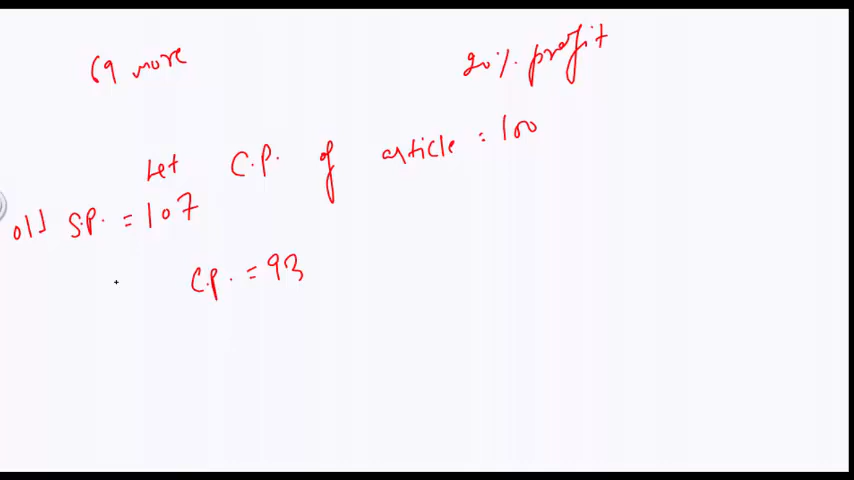 69 more 20% profit
Let C.P. of article = 100
old S.P. = 107
C.P. = 93